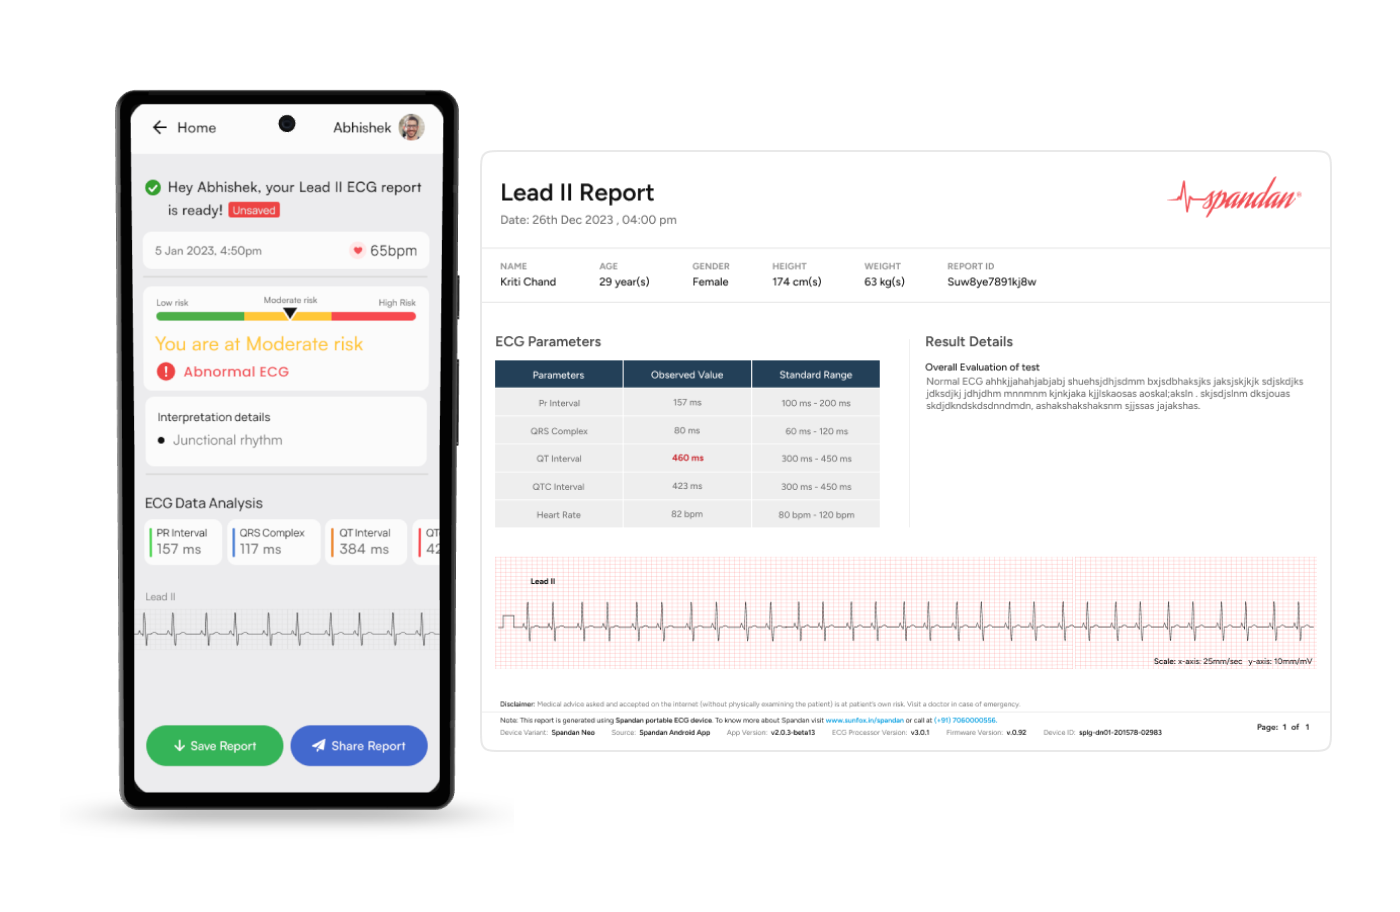 Home
Abhishek
Hey Abhishek, your Lead II ECG report
is ready! Unsaved
5 Jan 2023, 4:50pm
65bpm
Low risk
Moderate risk
High Risk
You are at Moderate risk
Abnormal ECG
Interpretation details
Junctional rhythm
ECG Data Analysis
PR Interval
QRS Complex
QT Interval
QT
157 ms
117 ms
384 ms
42
Lead II
Save Report
Share Report
Lead II Report
Date: 26th Dec 2023 , 04:00 pm
spandan®
NAME
AGE
GENDER
HEIGHT
WEIGHT
REPORT ID
Kriti Chand
29 year(s)
Female
174 cm(s)
63 kg(s)
Suw8ye7891kj8w
ECG Parameters
Parameters
Observed Value
Standard Range
Pr Interval
157 ms
100 ms - 200 ms
QRS Complex
80 ms
60 ms - 120 ms
QT Interval
460 ms
300 ms - 450 ms
QTC Interval
423 ms
300 ms - 450 ms
Heart Rate
82 bpm
80 bpm - 120 bpm
Result Details
Overall Evaluation of test
Normal ECG ahhkjjahahjabjabj shuehsjdhjsdmm bxjsdbhaksjks jaksjskjkjk sdjskdjks
jdksdjkj jdhjdhm mnnmnm kjnkjaka kjjlskaosas aoskal;aksln . skjsdjslnm dksjouas
skdjdkndskdsdnndmdn, ashakshakshaksnm sjjssas jajakshas.
Lead II
Scale: x-axis: 25mm/sec y-axis: 10mm/mV
Disclaimer: Medical advice asked and accepted on the internet (without physically examining the patient) is at patient's own risk. Visit a doctor in case of emergency.
Note: This report is generated using Spandan portable ECG device. To know more about Spandan visit www.sunfox.in/spandan or call at (+91) 7060000556.
Device Variant: Spandan Neo Source: Spandan Android App App Version: v2.0.3-beta13 ECG Processor Version: v3.0.1 Firmware Version: v.0.92 Device ID: splg-dn01-201578-02983
Page: 1 of 1